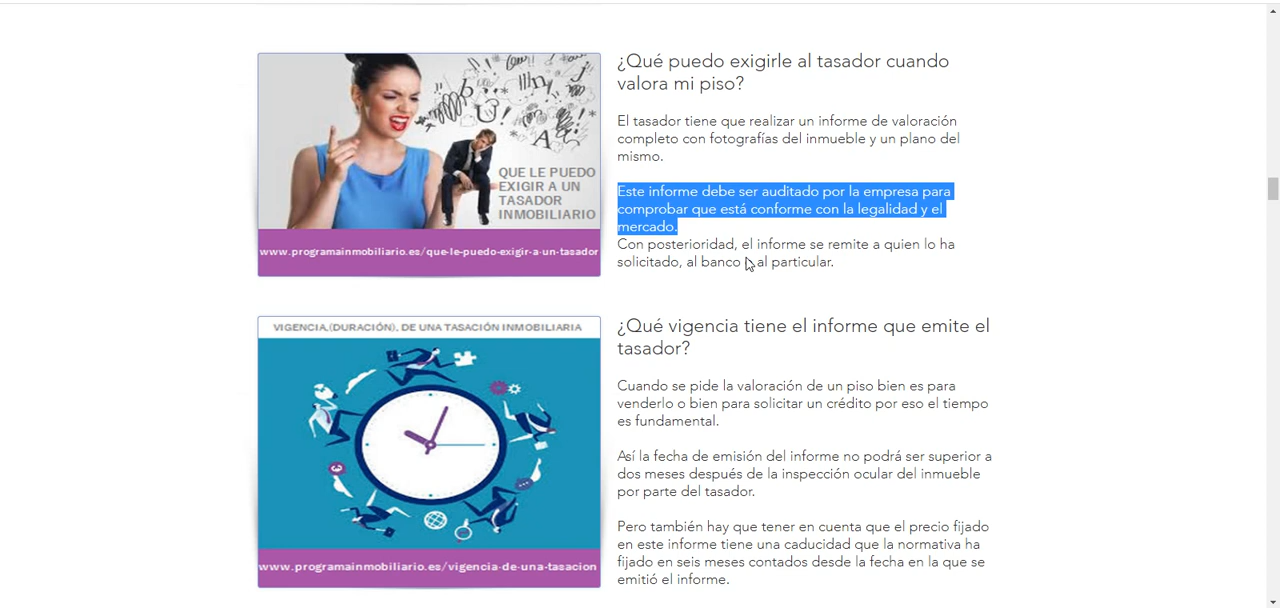 QUE LE PUEDO
EXIGIR A UN
TASADOR
INMOBILIARIO
www.programainmobiliario.es/que-le-puedo-exigir-a-un-tasador
¿Qué puedo exigirle al tasador cuando
valora mi piso?
El tasador tiene que realizar un informe de valoración
completo con fotografías del inmueble y un plano del
mismo.
Este informe debe ser auditado por la empresa para
comprobar que está conforme con la legalidad y el
mercado.
Con posterioridad, el informe se remite a quien lo ha
solicitado, al banco al particular.
VIGENCIA,(DURACIÓN), DE UNA TASACIÓN INMOBILIARIA
www.programainmobiliario.es/vigencia-de-una-tasacion
¿Qué vigencia tiene el informe que emite el
tasador?
Cuando se pide la valoración de un piso bien es para
venderlo o bien para solicitar un crédito por eso el tiempo
es fundamental.
Así la fecha de emisión del informe no podrá ser superior a
dos meses después de la inspección ocular del inmueble
por parte del tasador.
Pero también hay que tener en cuenta que el precio fijado
en este informe tiene una caducidad que la normativa ha
fijado en seis meses contados desde la fecha en la que se
emitió el informe.